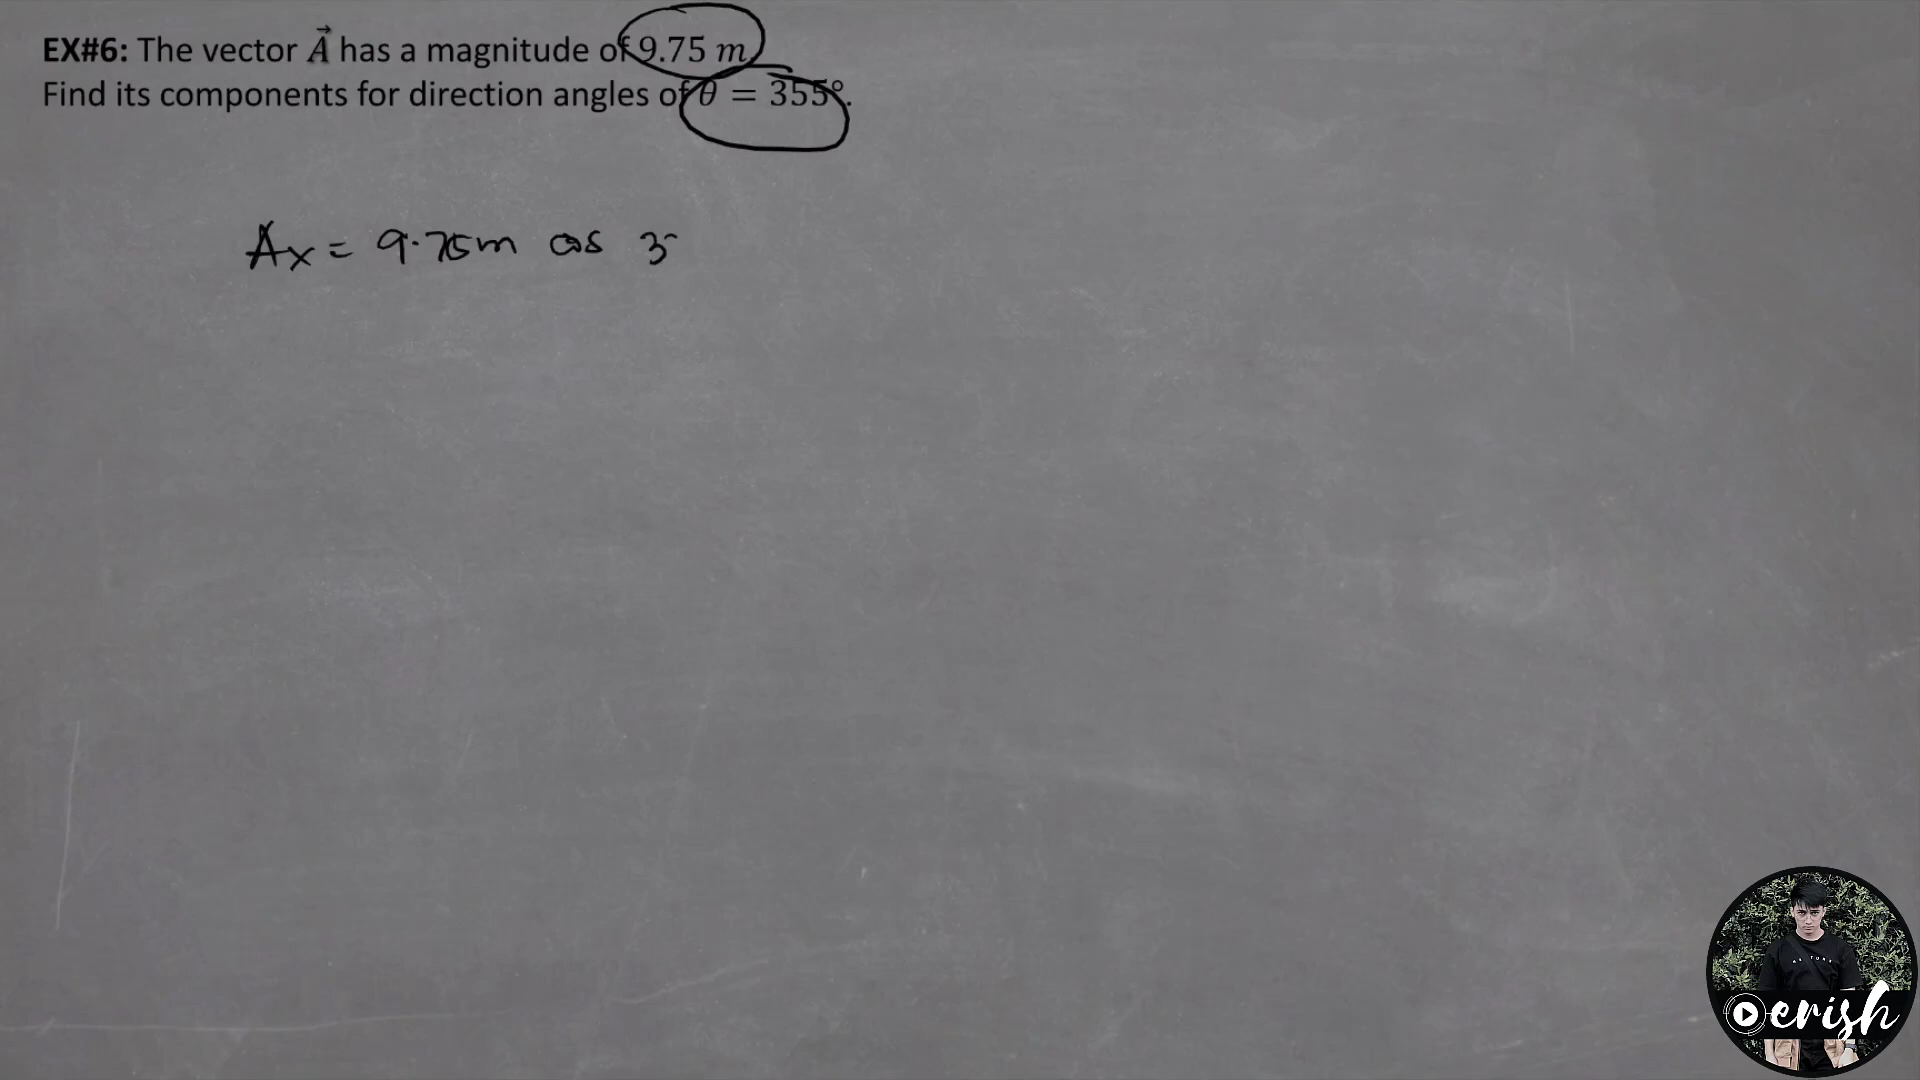 EX#6: The vector A⃗ has a magnitude of 9.75 m.
Find its components for direction angles of θ = 355°.
Ax = 9.75m cos 3
erish